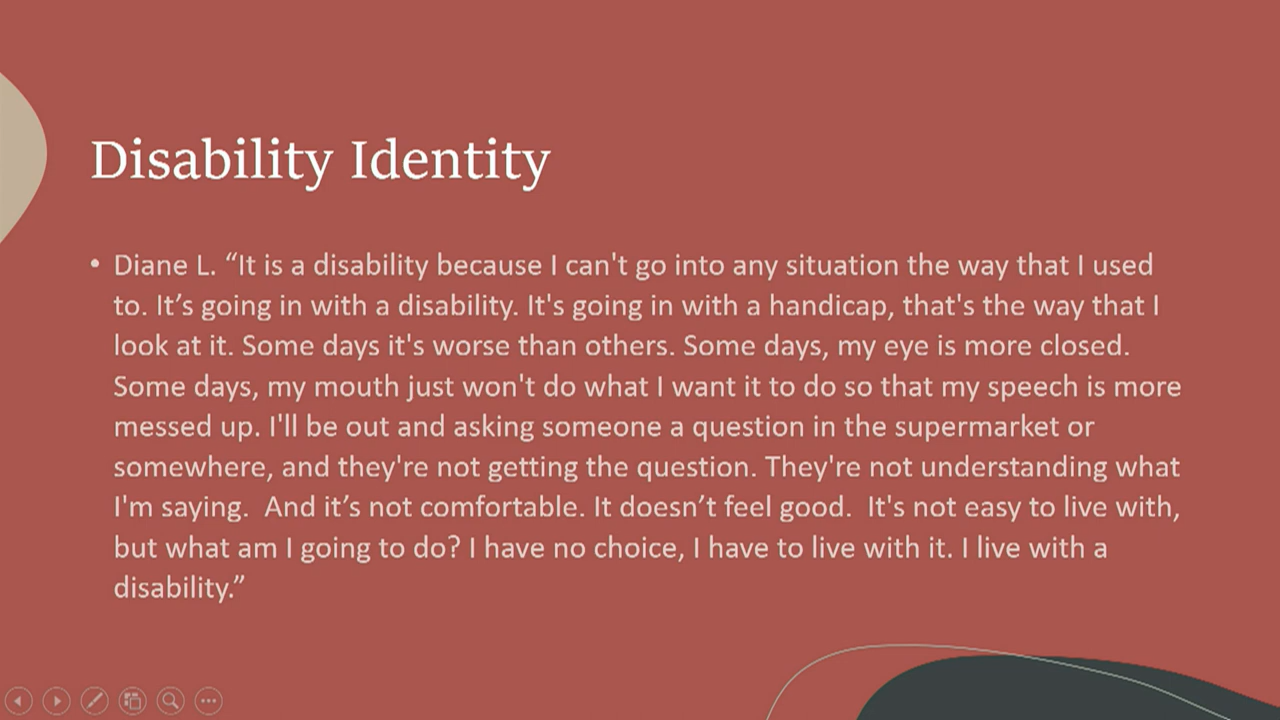 Disability Identity
• Diane L. “It is a disability because I can't go into any situation the way that I used
to. It’s going in with a disability. It's going in with a handicap, that's the way that I
look at it. Some days it's worse than others. Some days, my eye is more closed.
Some days, my mouth just won't do what I want it to do so that my speech is more
messed up. I'll be out and asking someone a question in the supermarket or
somewhere, and they're not getting the question. They're not understanding what
I'm saying.  And it’s not comfortable. It doesn’t feel good.  It's not easy to live with,
but what am I going to do? I have no choice, I have to live with it. I live with a
disability.”